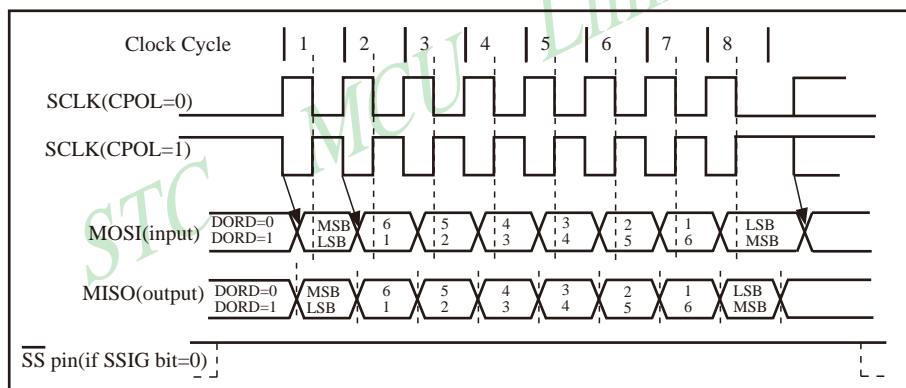 Clock Cycle 1 2 3 4 5 6 7 8
SCLK(CPOL=0)
SCLK(CPOL=1)
MOSI(input) DORD=0 MSB 6 5 4 3 2 1 LSB
DORD=1 LSB 1 2 3 4 5 6 MSB
MISO(output) DORD=0 MSB 6 5 4 3 2 1 LSB
DORD=1 LSB 1 2 3 4 5 6 MSB
SS pin(if SSIG bit=0)
STC MCU Lim